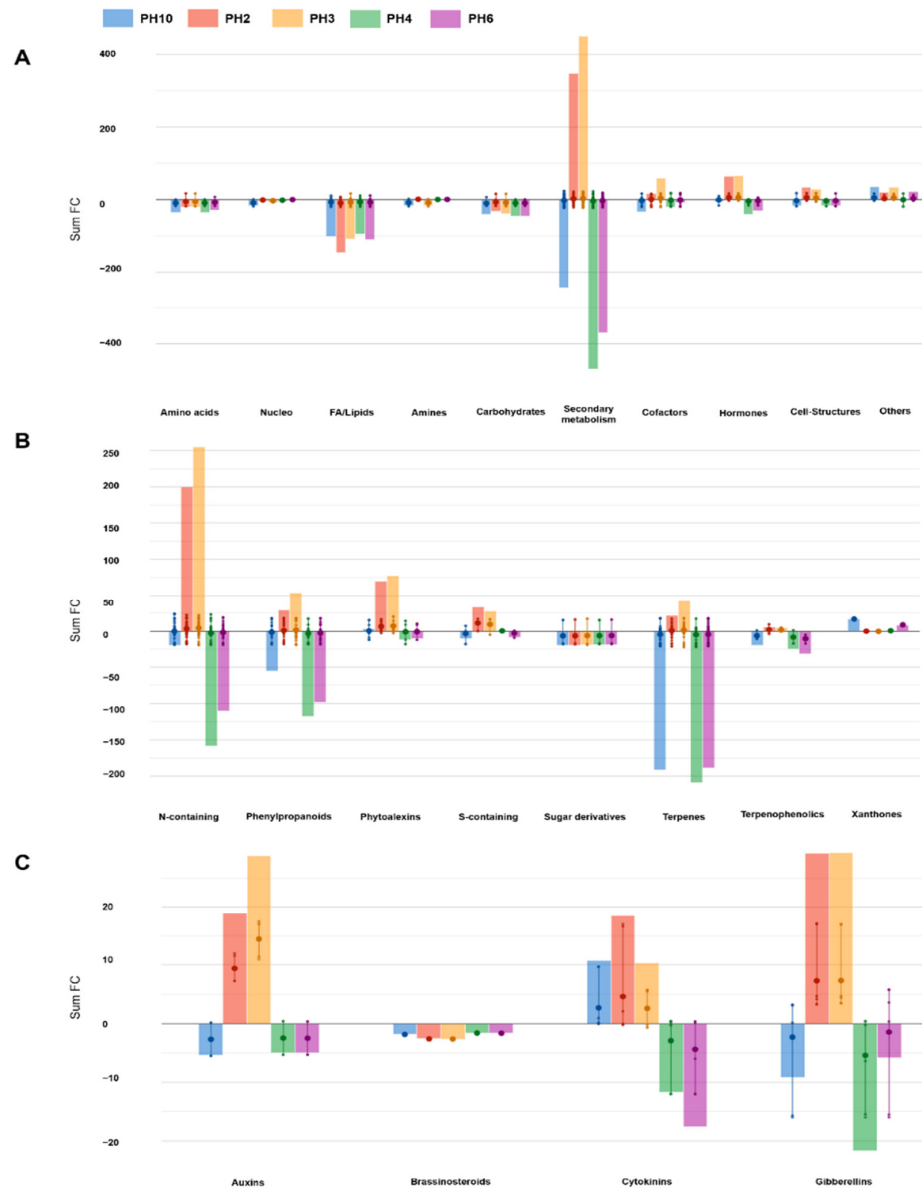 PH10 PH2 PH3 PH4 PH6
A
400
200
0
−200
−400
Sum FC
Amino acids Nucleo FA/Lipids Amines Carbohydrates Secondary metabolism Cofactors Hormones Cell-Structures Others
B
250
200
150
100
50
0
−50
−100
−150
−200
Sum FC
N-containing Phenylpropanoids Phytoalexins S-containing Sugar derivatives Terpenes Terpenophenolics Xanthones
C
20
10
0
−10
−20
Sum FC
Auxins Brassinosteroids Cytokinins Gibberellins